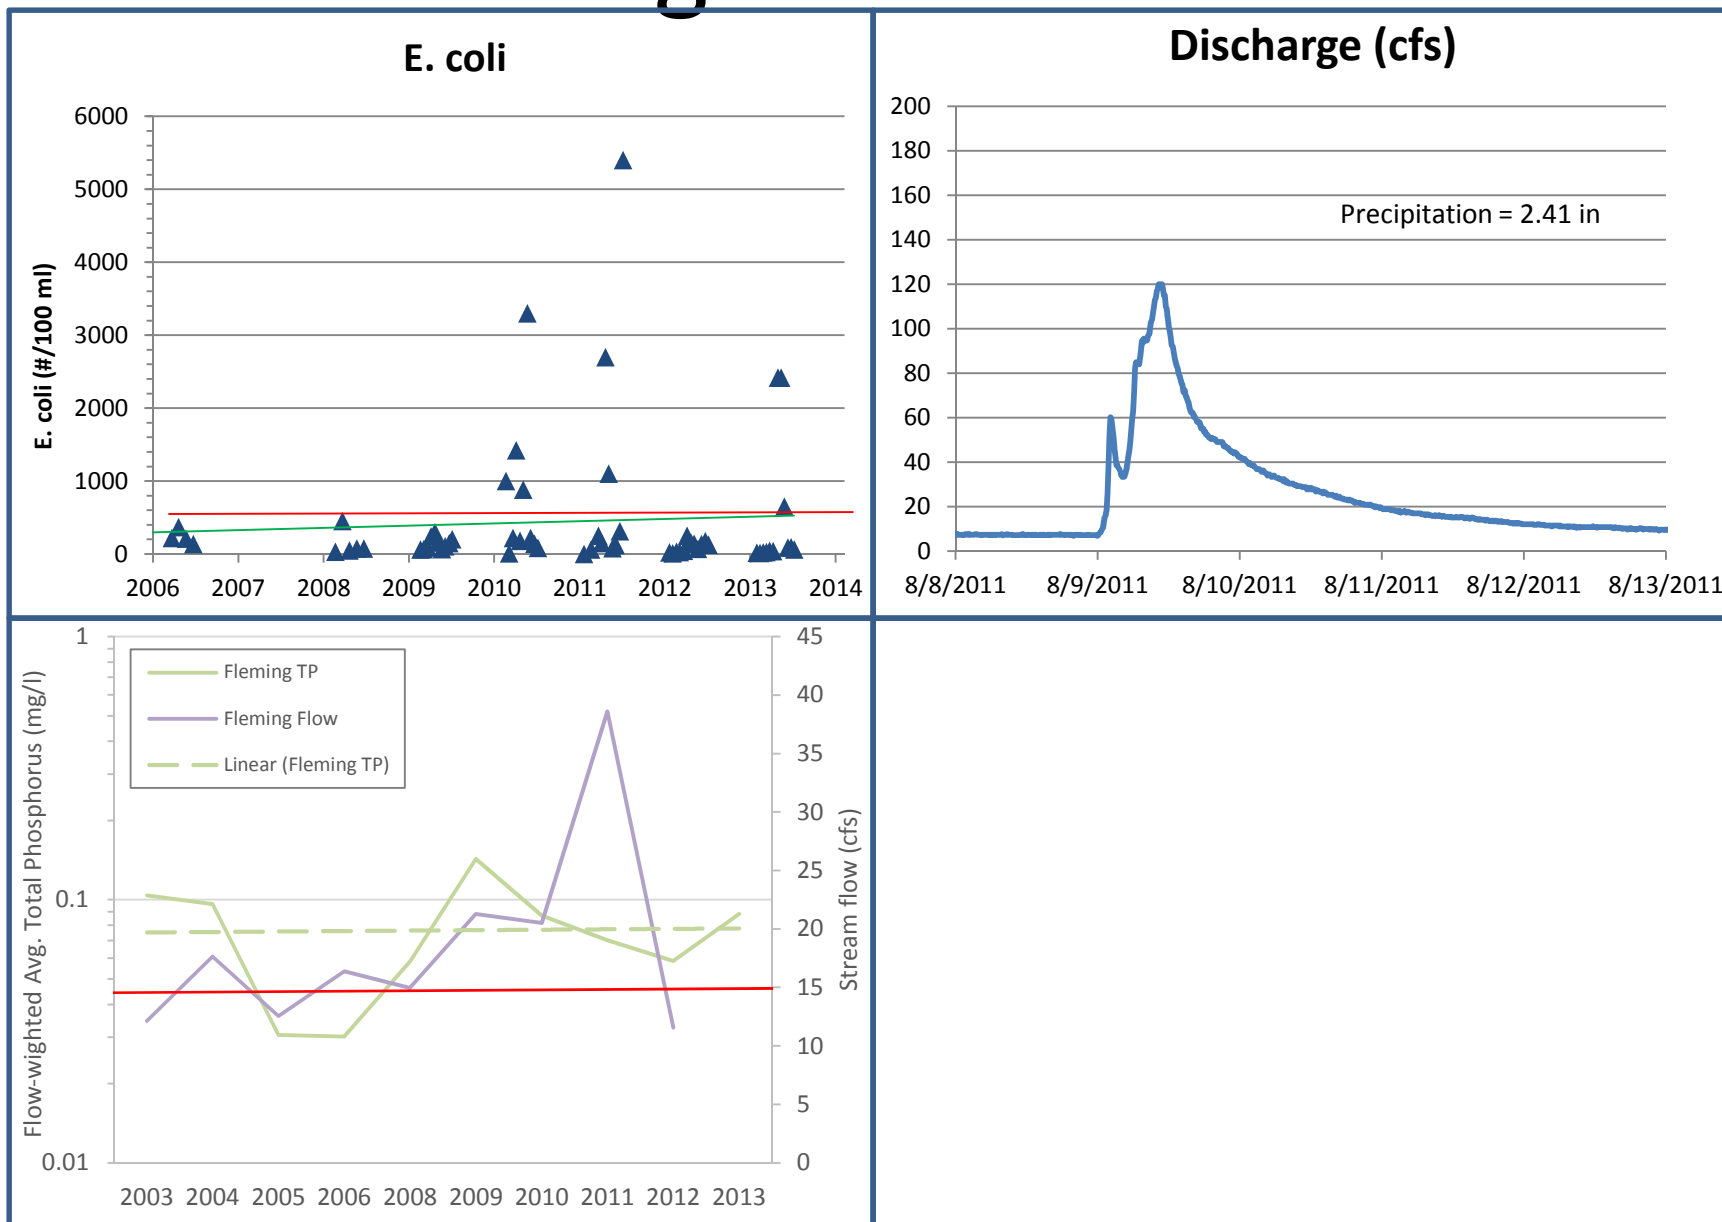 E. coli
6000
5000
4000
3000
2000
1000
0
E. coli (#/100 ml)
2006 2007 2008 2009 2010 2011 2012 2013 2014
Discharge (cfs)
200
180
160
140
120
100
80
60
40
20
0
Precipitation = 2.41 in
8/8/2011 8/9/2011 8/10/2011 8/11/2011 8/12/2011 8/13/2011
Flow-wighted Avg. Total Phosphorus (mg/l)
1
0.1
0.01
Fleming TP
Fleming Flow
Linear (Fleming TP)
45
40
35
30
25
20
15
10
5
0
Stream flow (cfs)
2003 2004 2005 2006 2008 2009 2010 2011 2012 2013